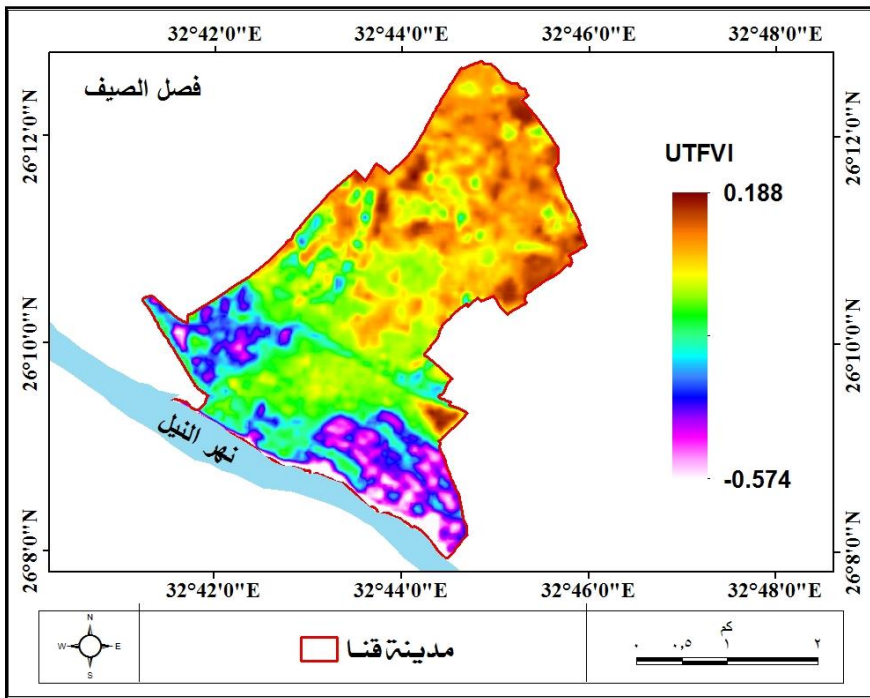 32°42'0"E 32°44'0"E 32°46'0"E 32°48'0"E
فصل الصيف
26°12'0"N 26°12'0"N
UTFVI
0.188
26°10'0"N 26°10'0"N
-0.574
نهر النيل
26°8'0"N 26°8'0"N
32°42'0"E 32°44'0"E 32°46'0"E 32°48'0"E
N
W E
S
مدينة قنا
كم
٠ ٠,٥ ١ ٢